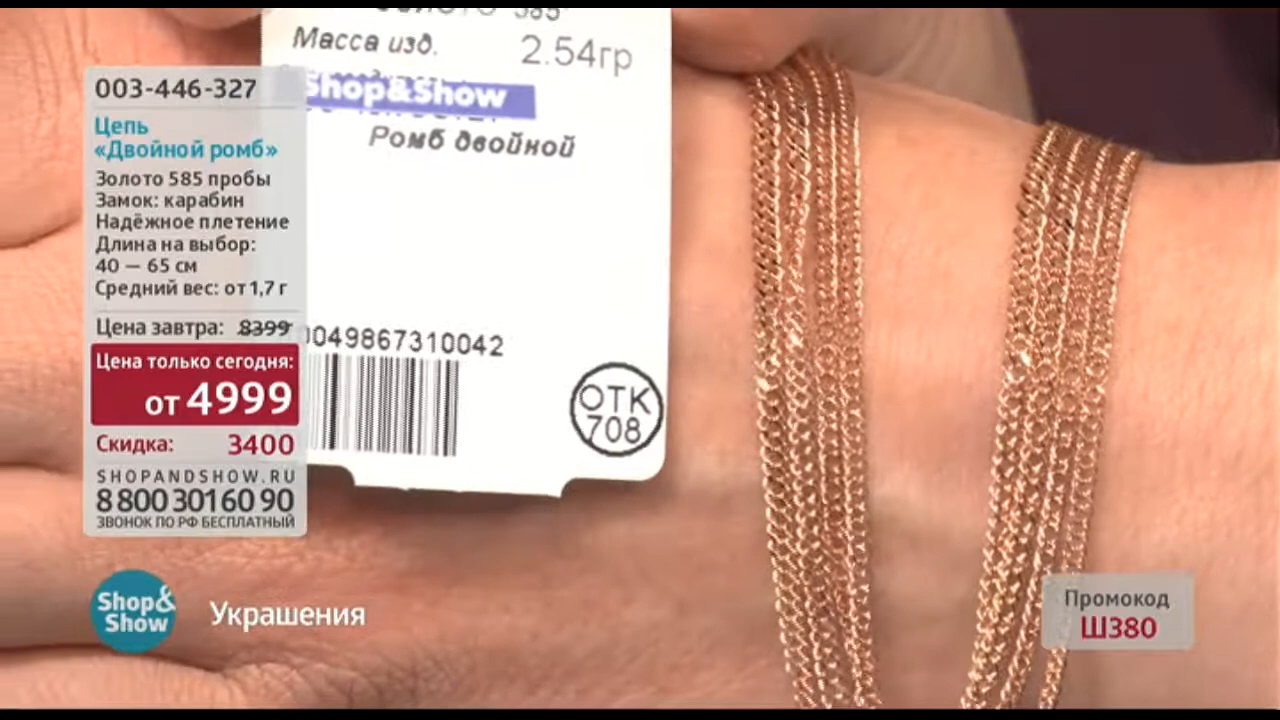 003-446-327
Цепь
«Двойной ромб»
Золото 585 пробы
Замок: карабин
Надёжное плетение
Длина на выбор:
40 — 65 см
Средний вес: от 1,7 г
Цена завтра: 8399
Цена только сегодня:
от 4999
Скидка: 3400
SHOPANDSHOW.RU
8 800 301 60 90
ЗВОНОК ПО РФ БЕСПЛАТНЫЙ
Масса изд. 2.54гр
Shop&Show
Ромб двойной
0049867310042
ОТК
708
Shop&
Show
Украшения
Промокод
Ш380